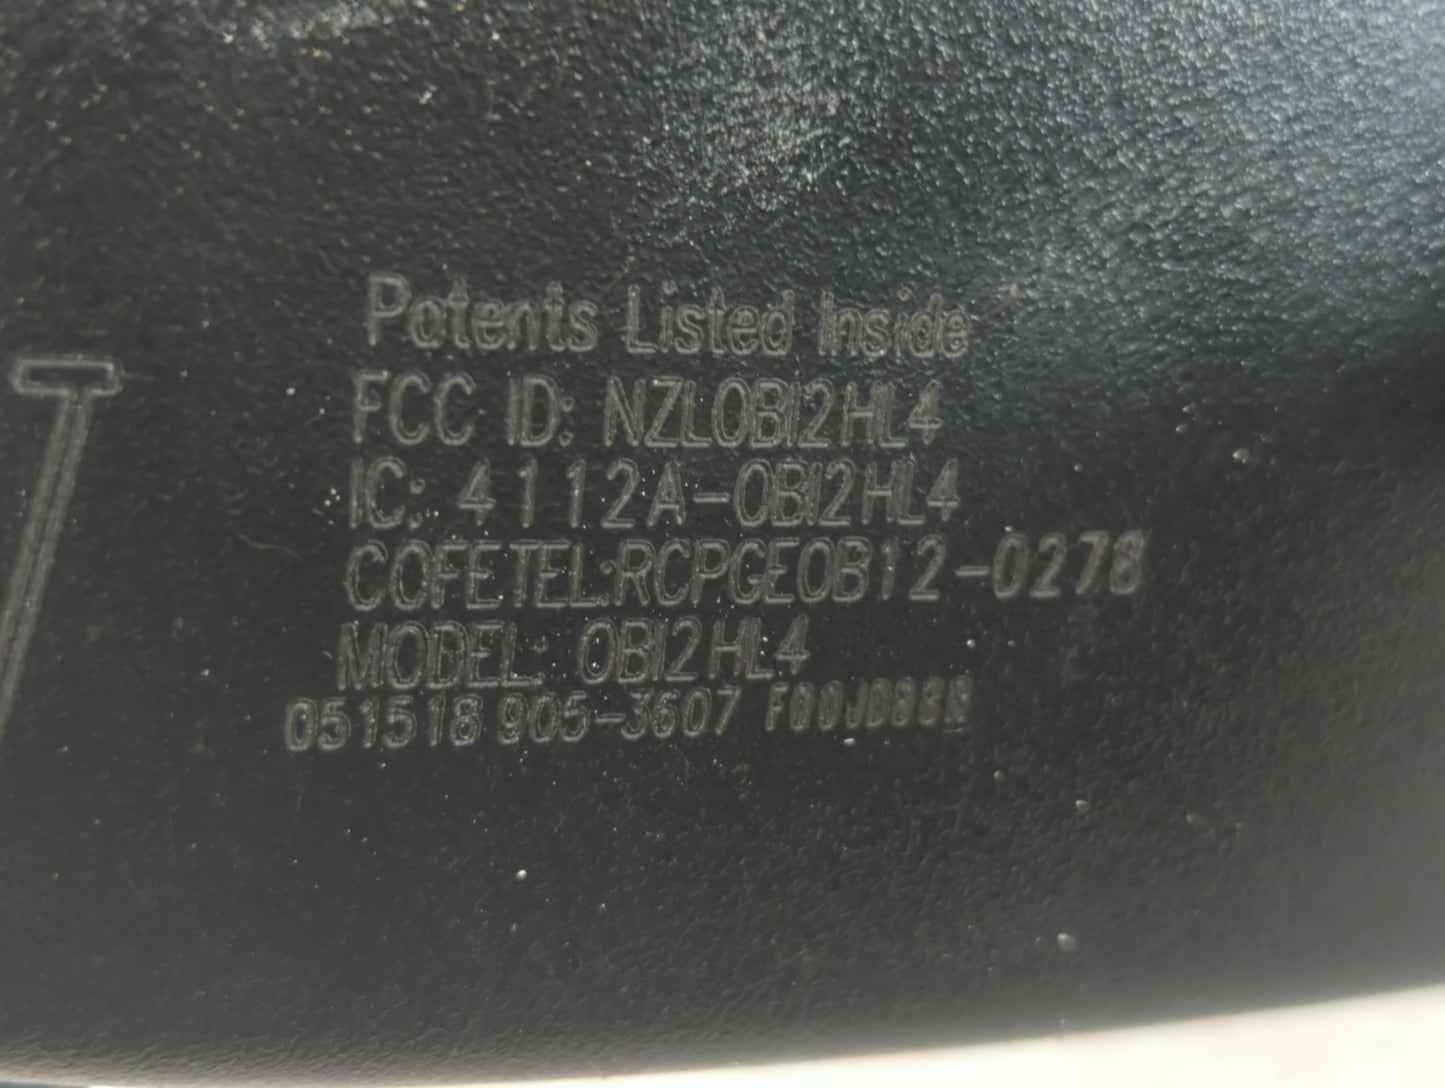 Patents Listed Inside
FCC ID: NZLOBI2HL4
IC: 4112A-OBI2HL4
COFETEL:RCPGEOB12-0278
MODEL: OBI2HL4
051518 905-3607